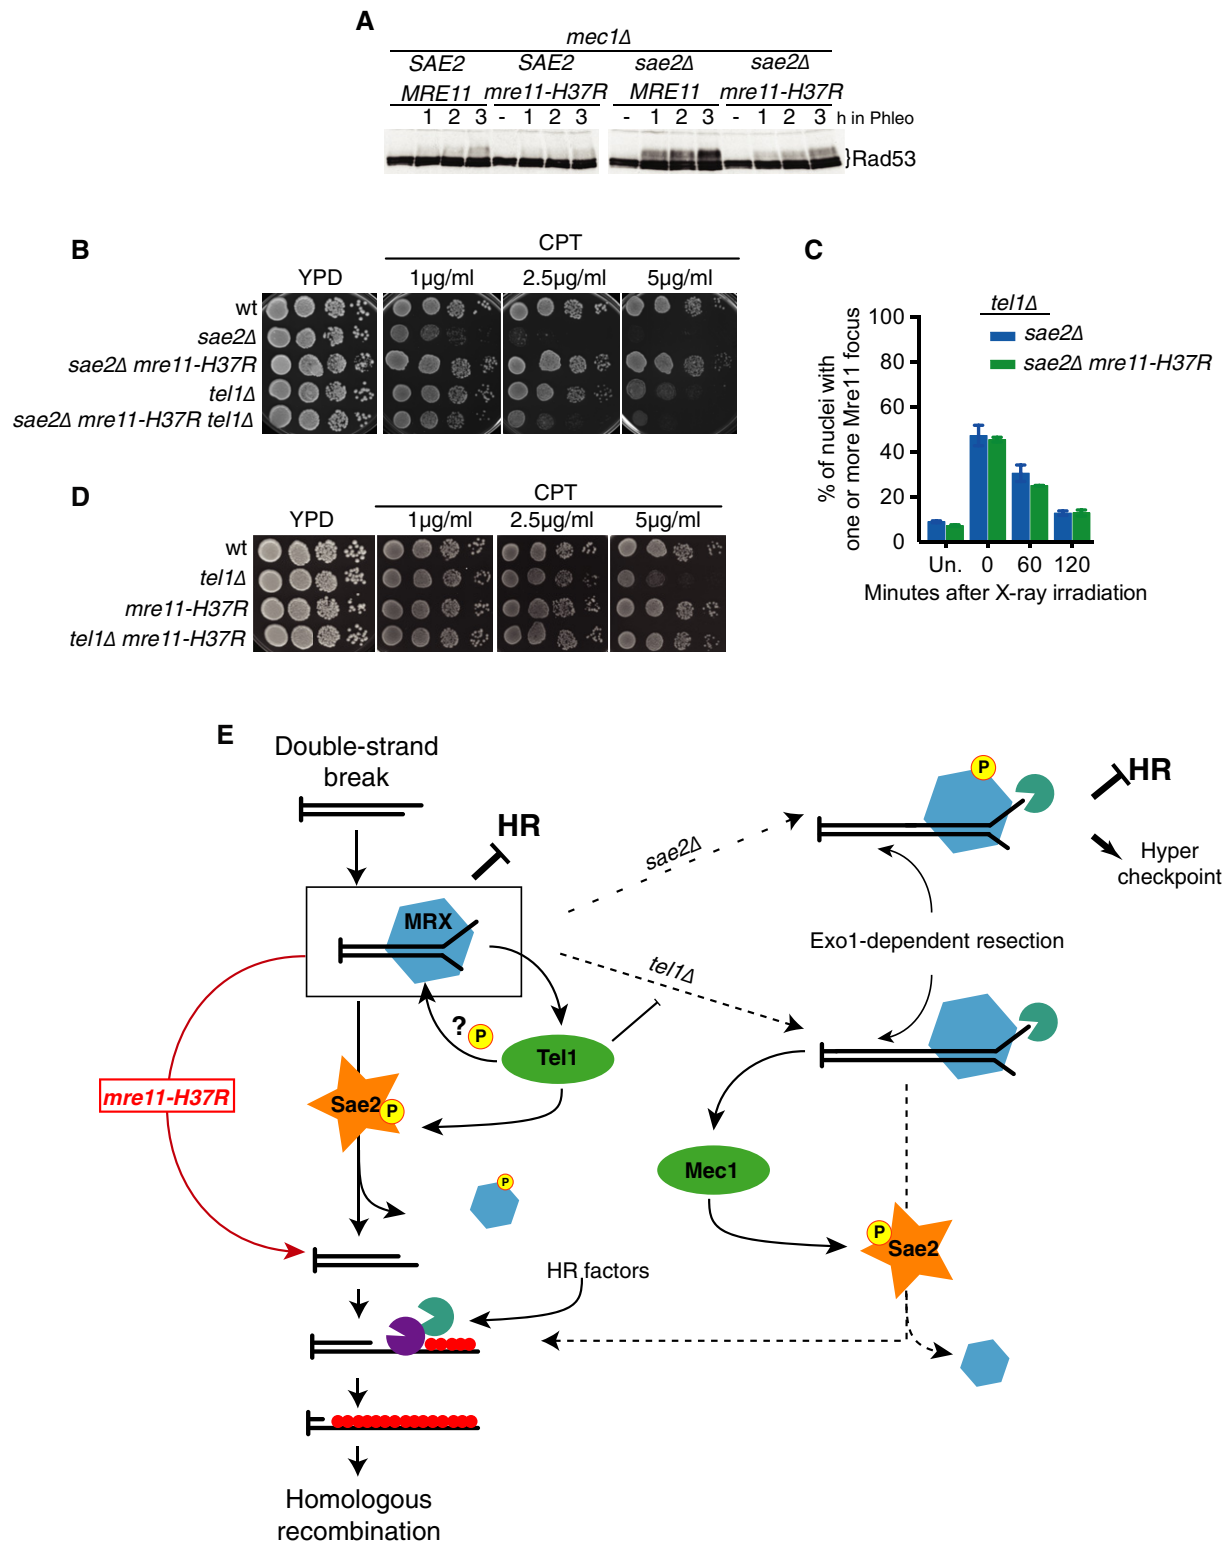 A
mec1Δ
SAE2 SAE2 sae2Δ sae2Δ
MRE11 mre11-H37R MRE11 mre11-H37R
1 2 3 - 1 2 3 - 1 2 3 - 1 2 3 h in Phleo
}Rad53
B
CPT
YPD 1µg/ml 2.5µg/ml 5µg/ml
wt
sae2Δ
sae2Δ mre11-H37R
tel1Δ
sae2Δ mre11-H37R tel1Δ
C
tel1Δ
sae2Δ
sae2Δ mre11-H37R
% of nuclei with
one or more Mre11 focus
100
80
60
40
20
0
Un. 0 60 120
Minutes after X-ray irradiation
D
CPT
YPD 1µg/ml 2.5µg/ml 5µg/ml
wt
tel1Δ
mre11-H37R
tel1Δ mre11-H37R
E
Double-strand
break
HR
MRX
sae2Δ
tel1Δ
P
HR
Hyper
checkpoint
Exo1-dependent resection
? P
Tel1
mre11-H37R
Sae2 P
P
Mec1
P
Sae2
HR factors
Homologous
recombination